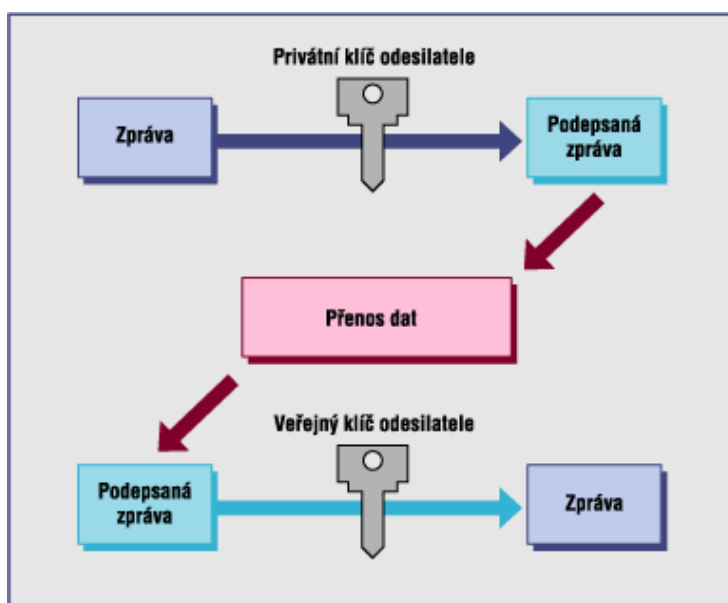 Privátní klíč odesilatele
Zpráva
Podepsaná
zpráva
Přenos dat
Veřejný klíč odesilatele
Podepsaná
zpráva
Zpráva